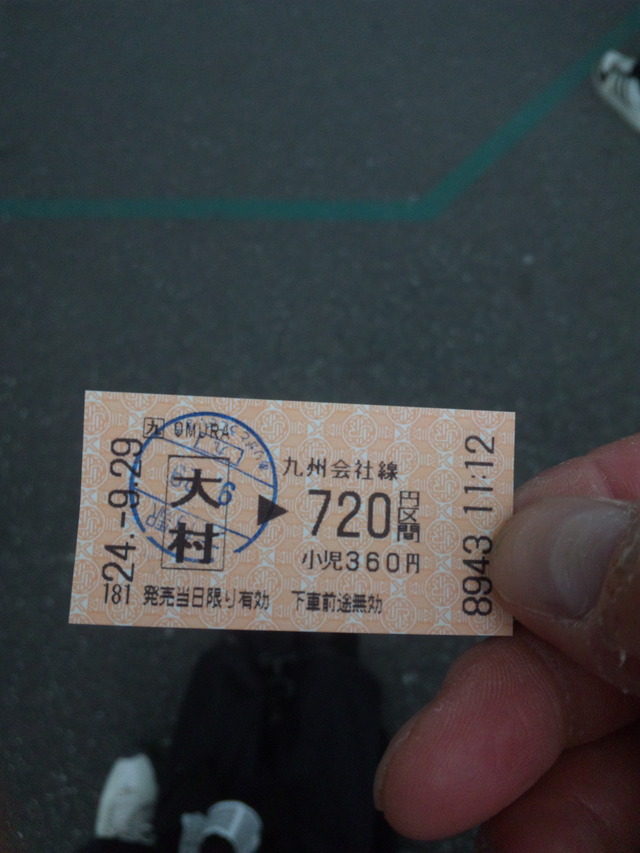 九 OMURA
大村
▶
九州会社線
720円区間
小児360円
24.-9.29
8943 11:12
181 発売当日限り有効 下車前途無効